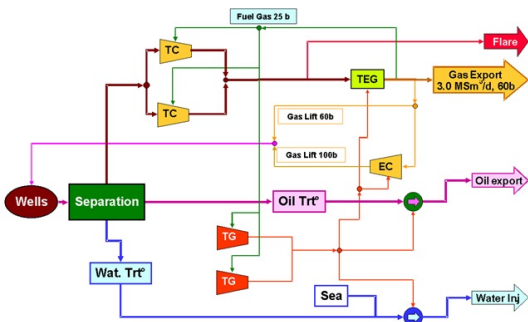 Fuel Gas 25 b
Flare
TC
TEG
Gas Export
3.0 MSm³/d, 60b
Gas Lift 60b
TC
Gas Lift 100b
EC
Wells
Separation
Oil Trt°
Oil export
TG
Wat. Trt°
TG
Sea
Water Inj